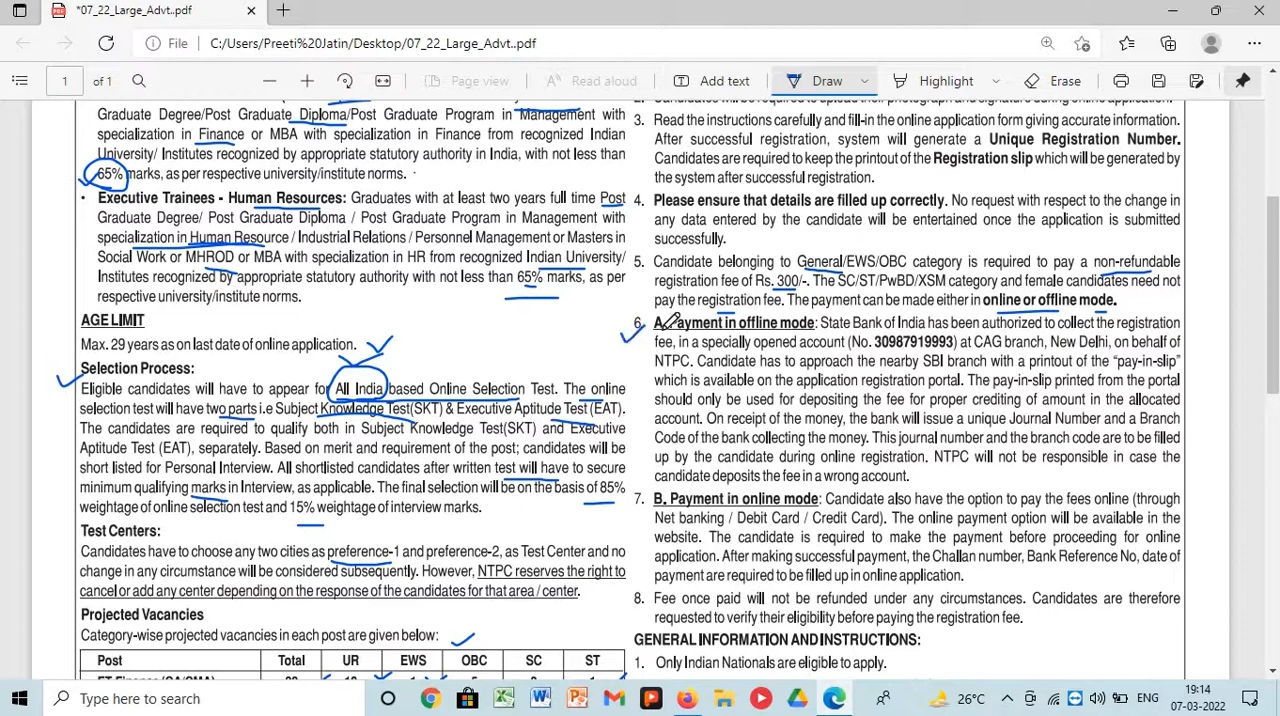 *07_22_Large_Advt..pdf
File
C:/Users/Preeti%20Jatin/Desktop/07_22_Large_Advt..pdf
1 of 1
Page view
Read aloud
Add text
Draw
Highlight
Erase
Graduate Degree/Post Graduate Diploma/Post Graduate Program in Management with
specialization in Finance or MBA with specialization in Finance from recognized Indian
University/ Institutes recognized by appropriate statutory authority in India, with not less than
65% marks, as per respective university/institute norms.
· Executive Trainees - Human Resources: Graduates with at least two years full time Post
Graduate Degree/ Post Graduate Diploma / Post Graduate Program in Management with
specialization in Human Resource / Industrial Relations / Personnel Management or Masters in
Social Work or MHROD or MBA with specialization in HR from recognized Indian University/
Institutes recognized by appropriate statutory authority with not less than 65% marks, as per
respective university/institute norms.
AGE LIMIT
Max. 29 years as on last date of online application.
Selection Process:
Eligible candidates will have to appear for All India based Online Selection Test. The online
selection test will have two parts i.e Subject Knowledge Test(SKT) & Executive Aptitude Test (EAT).
The candidates are required to qualify both in Subject Knowledge Test(SKT) and Executive
Aptitude Test (EAT), separately. Based on merit and requirement of the post; candidates will be
short listed for Personal Interview. All shortlisted candidates after written test will have to secure
minimum qualifying marks in Interview, as applicable. The final selection will be on the basis of 85%
weightage of online selection test and 15% weightage of interview marks.
Test Centers:
Candidates have to choose any two cities as preference-1 and preference-2, as Test Center and no
change in any circumstance will be considered subsequently. However, NTPC reserves the right to
cancel or add any center depending on the response of the candidates for that area / center.
Projected Vacancies
Category-wise projected vacancies in each post are given below:
Post Total UR EWS OBC SC ST
2. Candidates will be required to upload their photograph and signature during online application.
3. Read the instructions carefully and fill-in the online application form giving accurate information.
After successful registration, system will generate a Unique Registration Number.
Candidates are required to keep the printout of the Registration slip which will be generated by
the system after successful registration.
4. Please ensure that details are filled up correctly. No request with respect to the change in
any data entered by the candidate will be entertained once the application is submitted
successfully.
5. Candidate belonging to General/EWS/OBC category is required to pay a non-refundable
registration fee of Rs. 300/-. The SC/ST/PwBD/XSM category and female candidates need not
pay the registration fee. The payment can be made either in online or offline mode.
6. A. Payment in offline mode: State Bank of India has been authorized to collect the registration
fee, in a specially opened account (No. 30987919993) at CAG branch, New Delhi, on behalf of
NTPC. Candidate has to approach the nearby SBI branch with a printout of the “pay-in-slip”
which is available on the application registration portal. The pay-in-slip printed from the portal
should only be used for depositing the fee for proper crediting of amount in the allocated
account. On receipt of the money, the bank will issue a unique Journal Number and a Branch
Code of the bank collecting the money. This journal number and the branch code are to be filled
up by the candidate during online registration. NTPC will not be responsible in case the
candidate deposits the fee in a wrong account.
7. B. Payment in online mode: Candidate also have the option to pay the fees online (through
Net banking / Debit Card / Credit Card). The online payment option will be available in the
website. The candidate is required to make the payment before proceeding for online
application. After making successful payment, the Challan number, Bank Reference No, date of
payment are required to be filled up in online application.
8. Fee once paid will not be refunded under any circumstances. Candidates are therefore
requested to verify their eligibility before paying the registration fee.
GENERAL INFORMATION AND INSTRUCTIONS:
1. Only Indian Nationals are eligible to apply.
Type here to search
26°C
ENG
19:14
07-03-2022